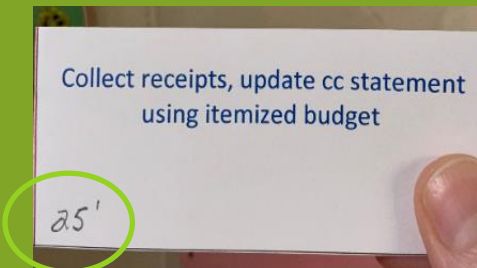 Collect receipts, update cc statement
using itemized budget
25'